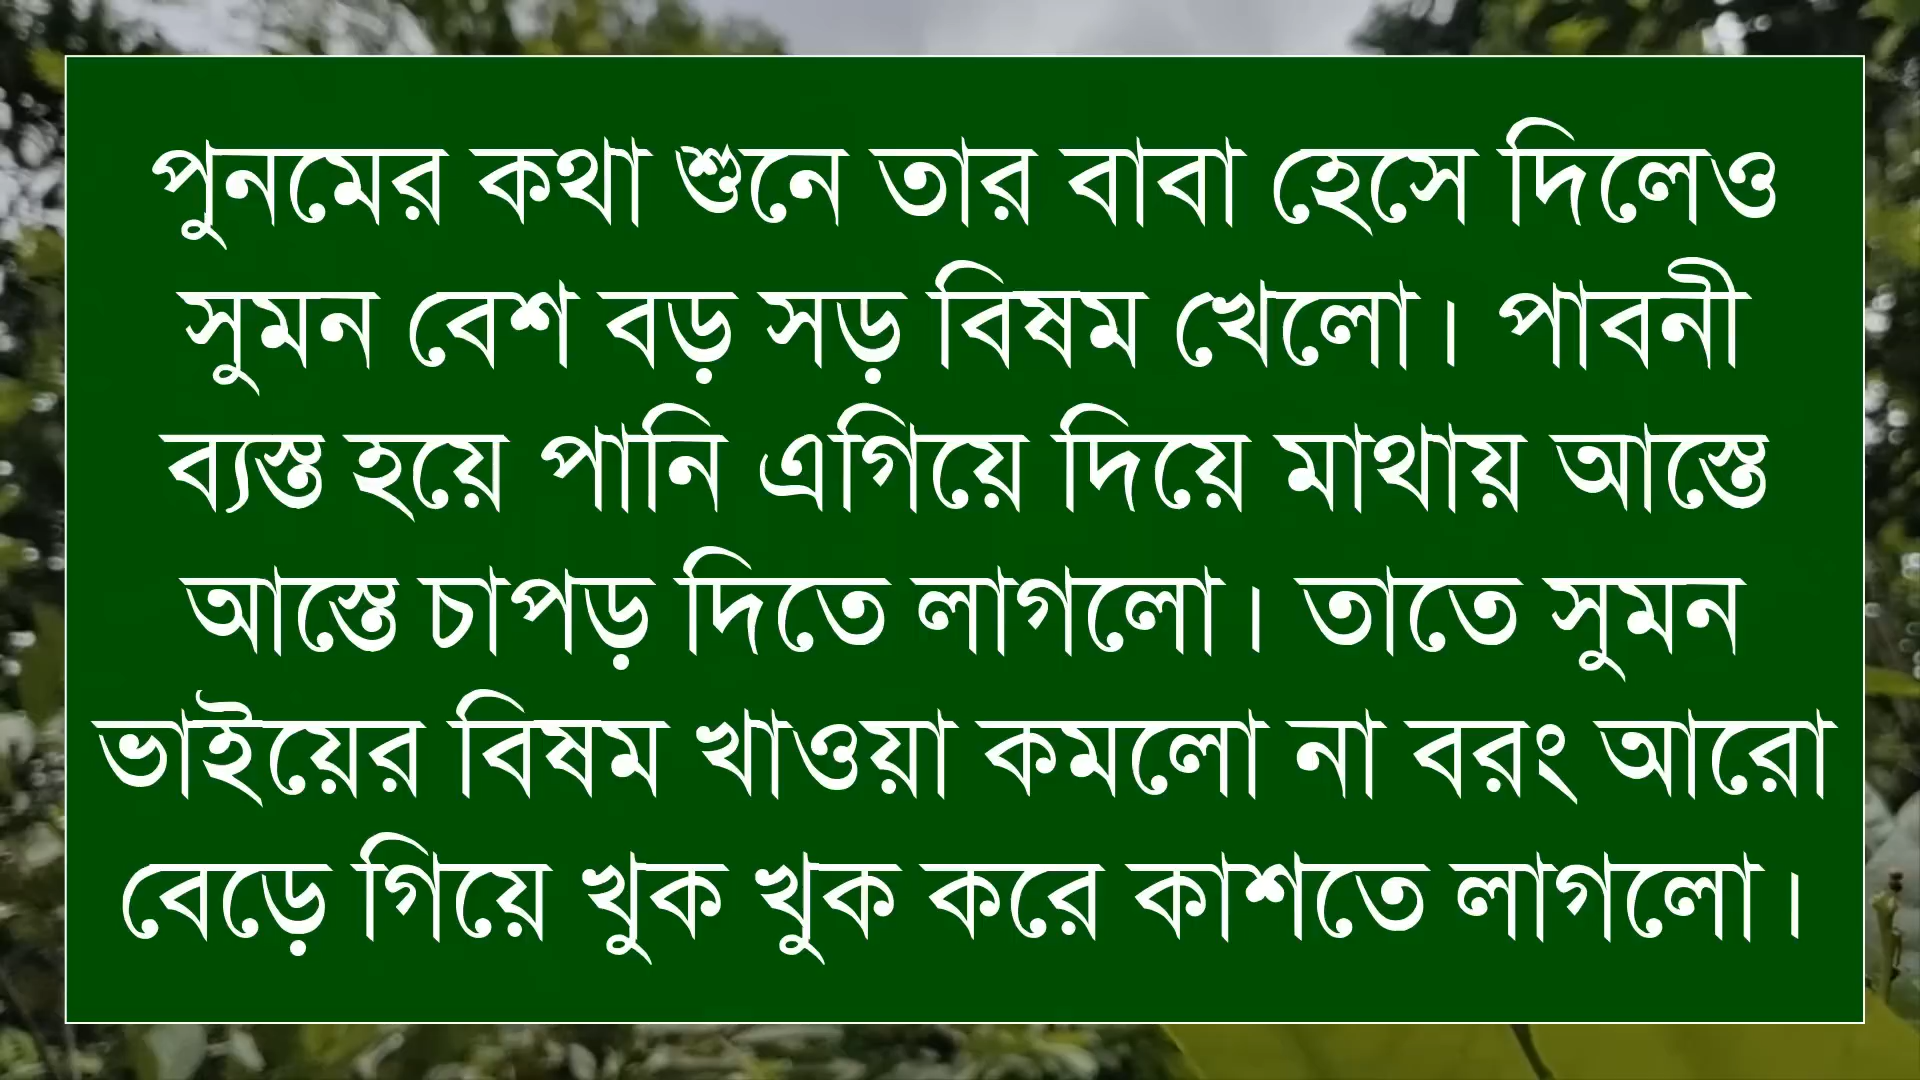 পুনমের কথা শুনে তার বাবা হেসে দিলেও
সুমন বেশ বড় সড় বিষম খেলো। পাবনী
ব্যস্ত হয়ে পানি এগিয়ে দিয়ে মাথায় আস্তে
আস্তে চাপড় দিতে লাগলো। তাতে সুমন
ভাইয়ের বিষম খাওয়া কমলো না বরং আরো
বেড়ে গিয়ে খুক খুক করে কাশতে লাগলো।